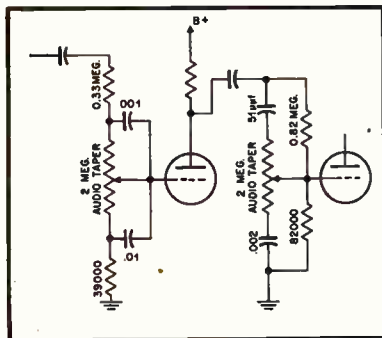 B+
0.33 MEG.
.001
2 MEG.
AUDIO TAPER
.01
39000
51μμf
0.82 MEG.
2 MEG.
AUDIO TAPER
.002
82000